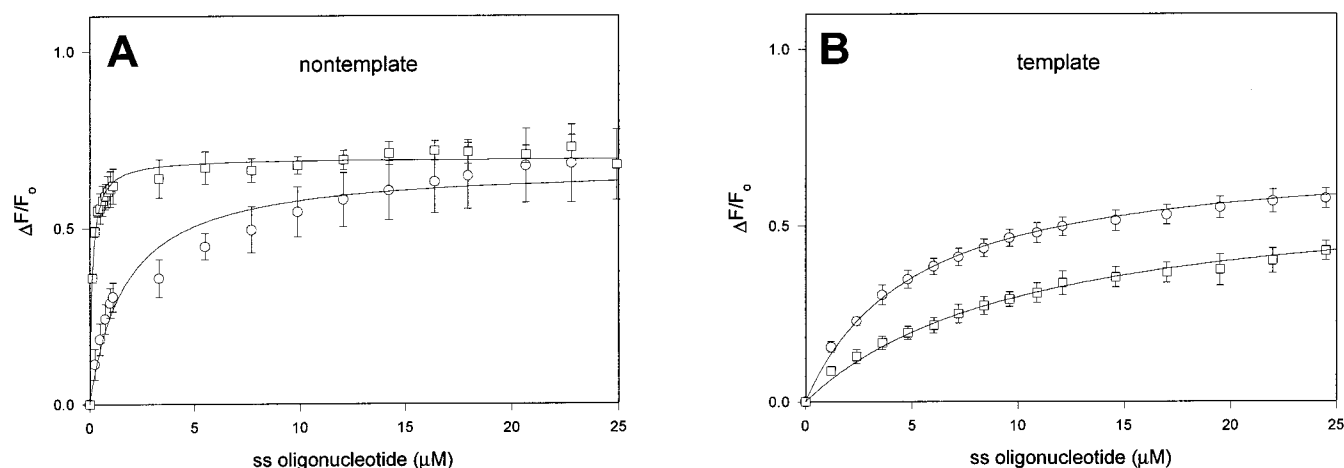 A
nontemplate
1.0
0.5
0.0
ΔF/Fo
0 5 10 15 20 25
ss oligonucleotide (μM)
B
template
1.0
0.5
0.0
ΔF/Fo
0 5 10 15 20 25
ss oligonucleotide (μM)